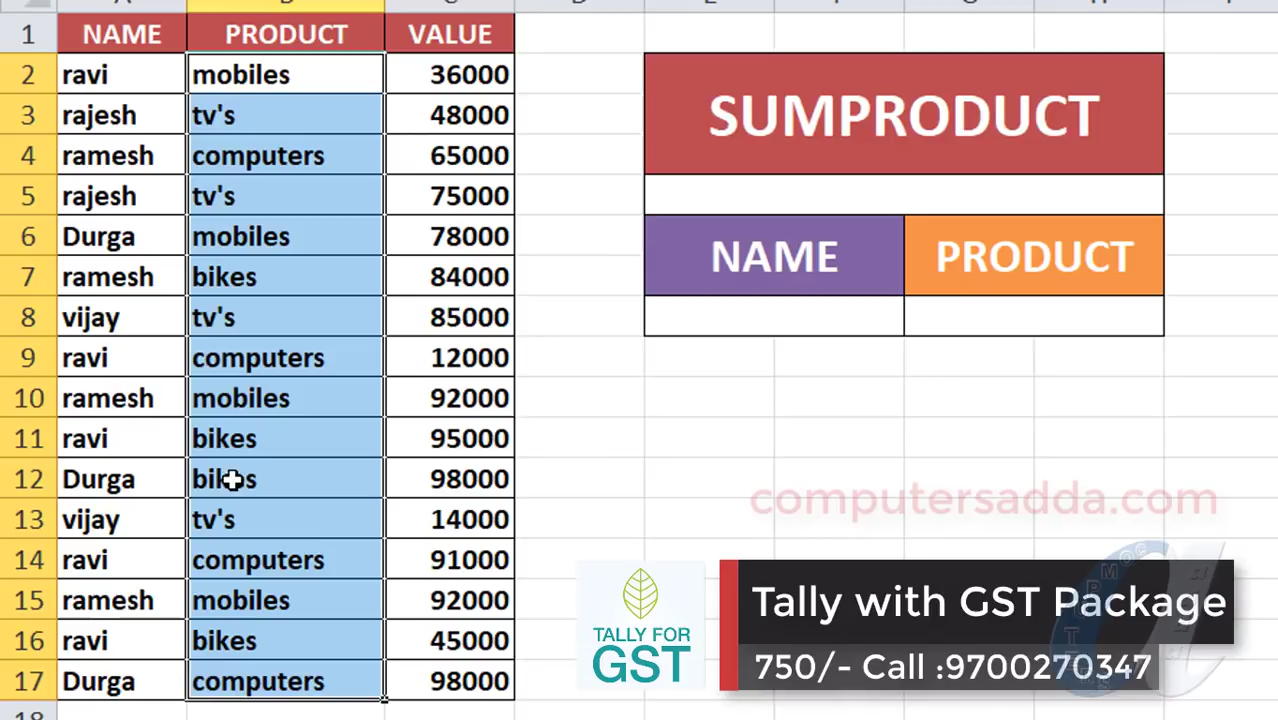 1 NAME PRODUCT VALUE
2 ravi mobiles 36000
3 rajesh tv's 48000
4 ramesh computers 65000
5 rajesh tv's 75000
6 Durga mobiles 78000
7 ramesh bikes 84000
8 vijay tv's 85000
9 ravi computers 12000
10 ramesh mobiles 92000
11 ravi bikes 95000
12 Durga bikes 98000
13 vijay tv's 14000
14 ravi computers 91000
15 ramesh mobiles 92000
16 ravi bikes 45000
17 Durga computers 98000
18
SUMPRODUCT
NAME PRODUCT
computersadda.com
TALLY FOR
GST
Tally with GST Package
750/- Call :9700270347